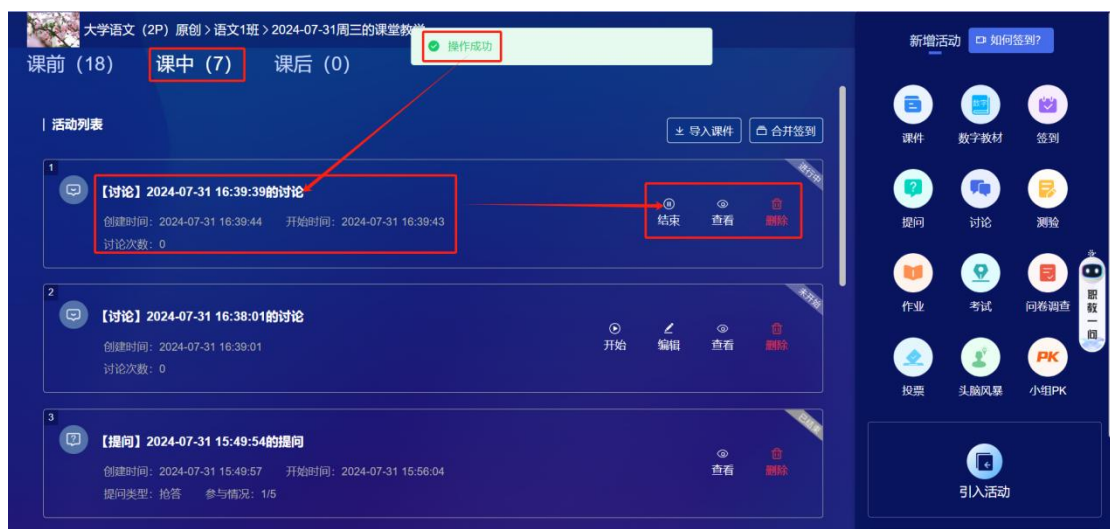 大学语文（2P）原创>语文1班>2024-07-31周三的课堂教学
操作成功
课前（18） 课中（7） 课后（0）
活动列表
导入课件 合并签到
1
进行中
【讨论】2024-07-31 16:39:39的讨论
创建时间：2024-07-31 16:39:44 开始时间：2024-07-31 16:39:43
讨论次数：0
结束 查看 删除
2
未开始
【讨论】2024-07-31 16:38:01的讨论
创建时间：2024-07-31 16:39:01
讨论次数：0
开始 编辑 查看 删除
3
已结束
【提问】2024-07-31 15:49:54的提问
创建时间：2024-07-31 15:49:57 开始时间：2024-07-31 15:56:04
提问类型：抢答 参与情况：1/5
查看 删除
新增活动 如何签到?
数字
课件 数字教材 签到
提问 讨论 测验
作业 考试 问卷调查
PK
投票 头脑风暴 小组PK
引入活动
职教一问